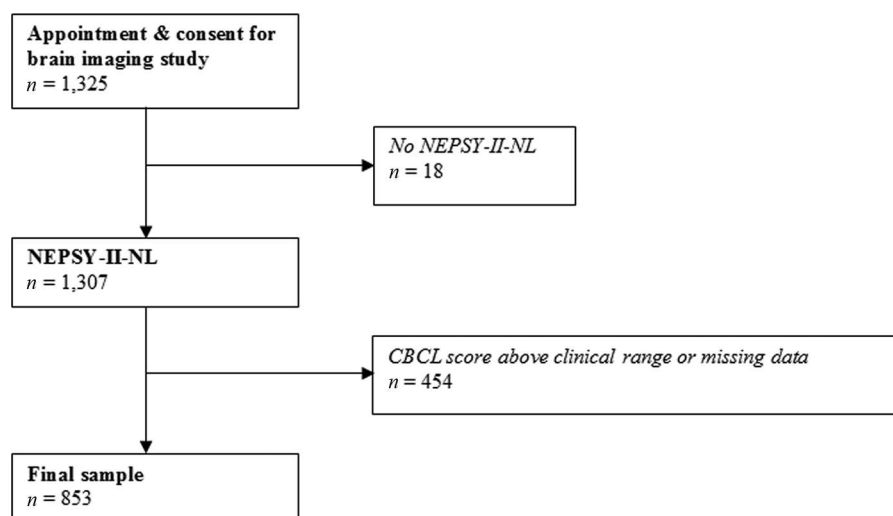 Appointment & consent for
brain imaging study
n = 1,325
No NEPSY-II-NL
n = 18
NEPSY-II-NL
n = 1,307
CBCL score above clinical range or missing data
n = 454
Final sample
n = 853